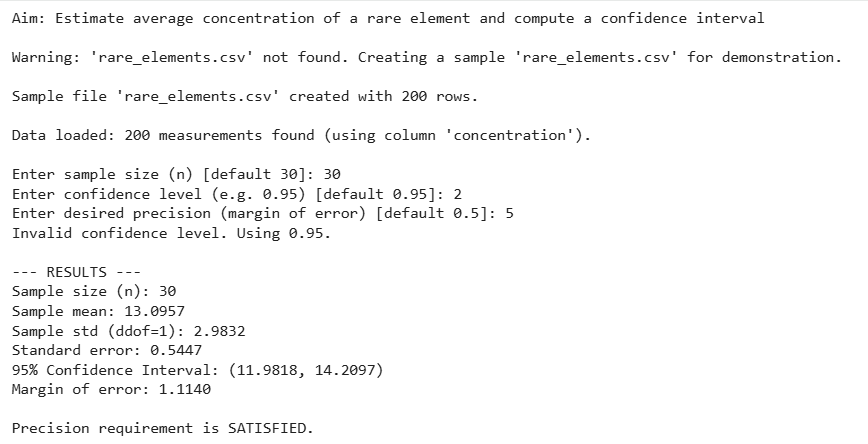 Aim: Estimate average concentration of a rare element and compute a confidence interval
Warning: 'rare_elements.csv' not found. Creating a sample 'rare_elements.csv' for demonstration.
Sample file 'rare_elements.csv' created with 200 rows.
Data loaded: 200 measurements found (using column 'concentration').
Enter sample size (n) [default 30]: 30
Enter confidence level (e.g. 0.95) [default 0.95]: 2
Enter desired precision (margin of error) [default 0.5]: 5
Invalid confidence level. Using 0.95.
--- RESULTS ---
Sample size (n): 30
Sample mean: 13.0957
Sample std (ddof=1): 2.9832
Standard error: 0.5447
95% Confidence Interval: (11.9818, 14.2097)
Margin of error: 1.1140
Precision requirement is SATISFIED.